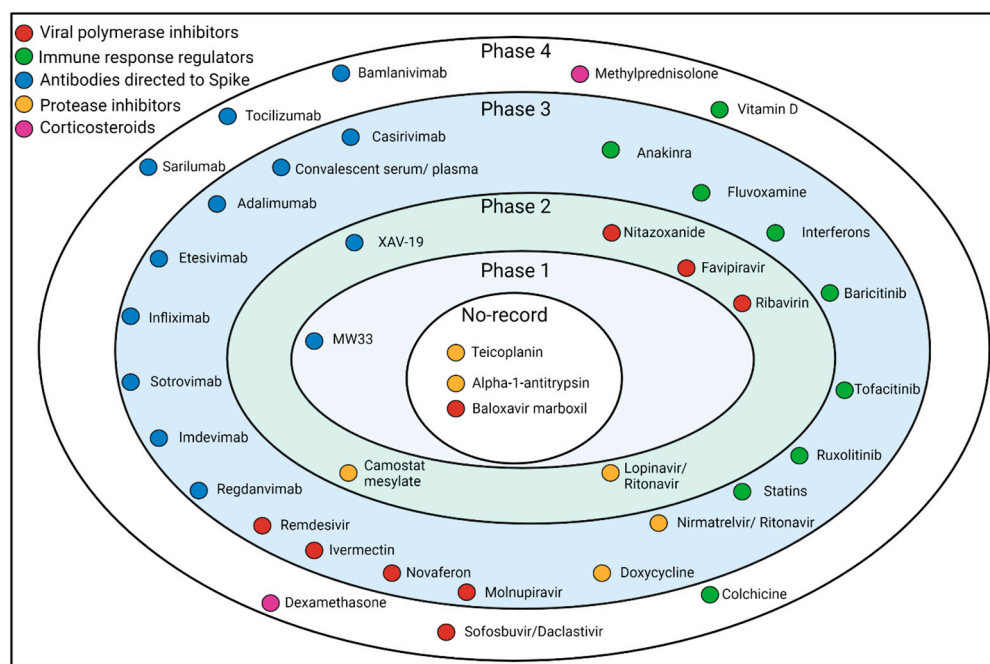 Viral polymerase inhibitors
Immune response regulators
Antibodies directed to Spike
Protease inhibitors
Corticosteroids
Phase 4
Bamlanivimab
Methylprednisolone
Tocilizumab
Vitamin D
Sarilumab
Phase 3
Casirivimab
Anakinra
Convalescent serum/ plasma
Fluvoxamine
Adalimumab
Interferons
Etesivimab
Baricitinib
Infliximab
Sotrovimab
Tofacitinib
Imdevimab
Ruxolitinib
Regdanvimab
Statins
Remdesivir
Nirmatrelvir/ Ritonavir
Ivermectin
Novaferon
Doxycycline
Molnupiravir
Phase 2
XAV-19
Nitazoxanide
Favipiravir
Ribavirin
Camostat
mesylate
Lopinavir/
Ritonavir
Phase 1
MW33
No-record
Teicoplanin
Alpha-1-antitrypsin
Baloxavir marboxil
Dexamethasone
Colchicine
Sofosbuvir/Daclastivir